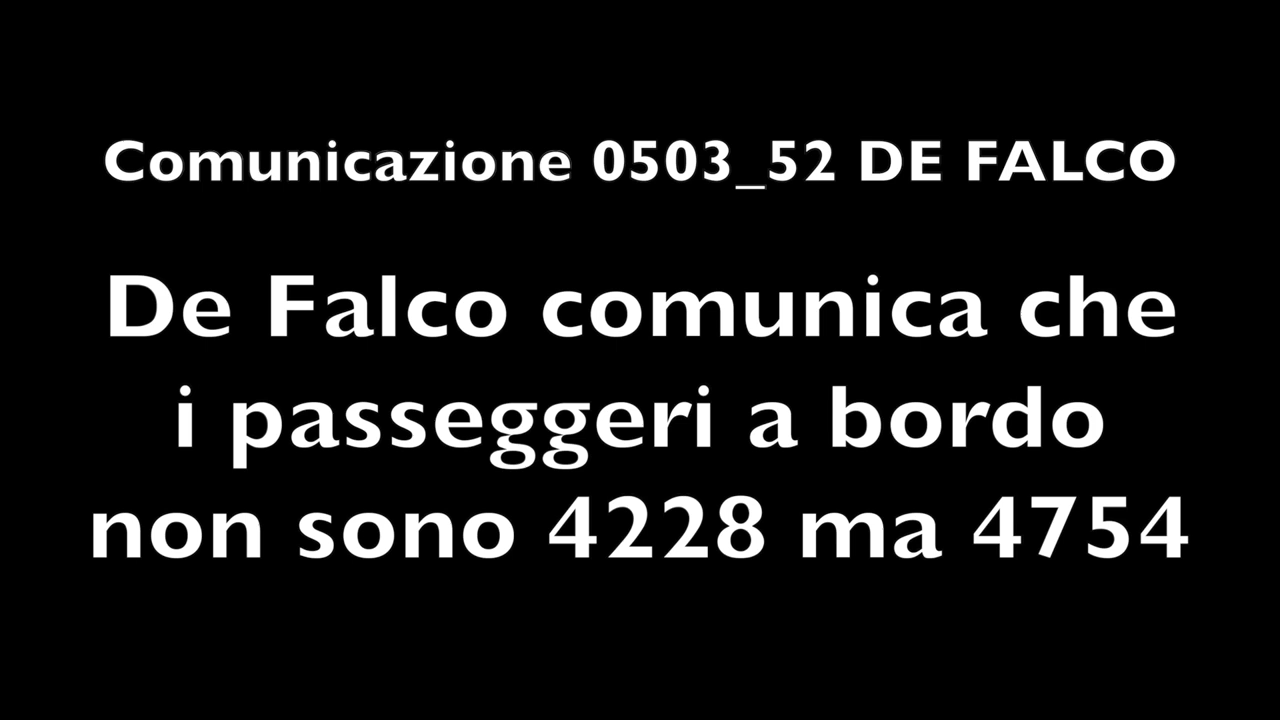 Comunicazione 0503_52 DE FALCO
De Falco comunica che
i passeggeri a bordo
non sono 4228 ma 4754